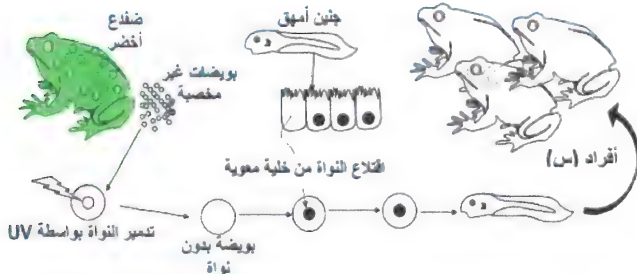 ضفدع
أخضر
بويضات غير
مخصبة
جنين أمهق
اقتلاع النواة من خلية معوية
أفراد (س)
تدمير النواة بواسطة UV
بويضة بدون
نواة